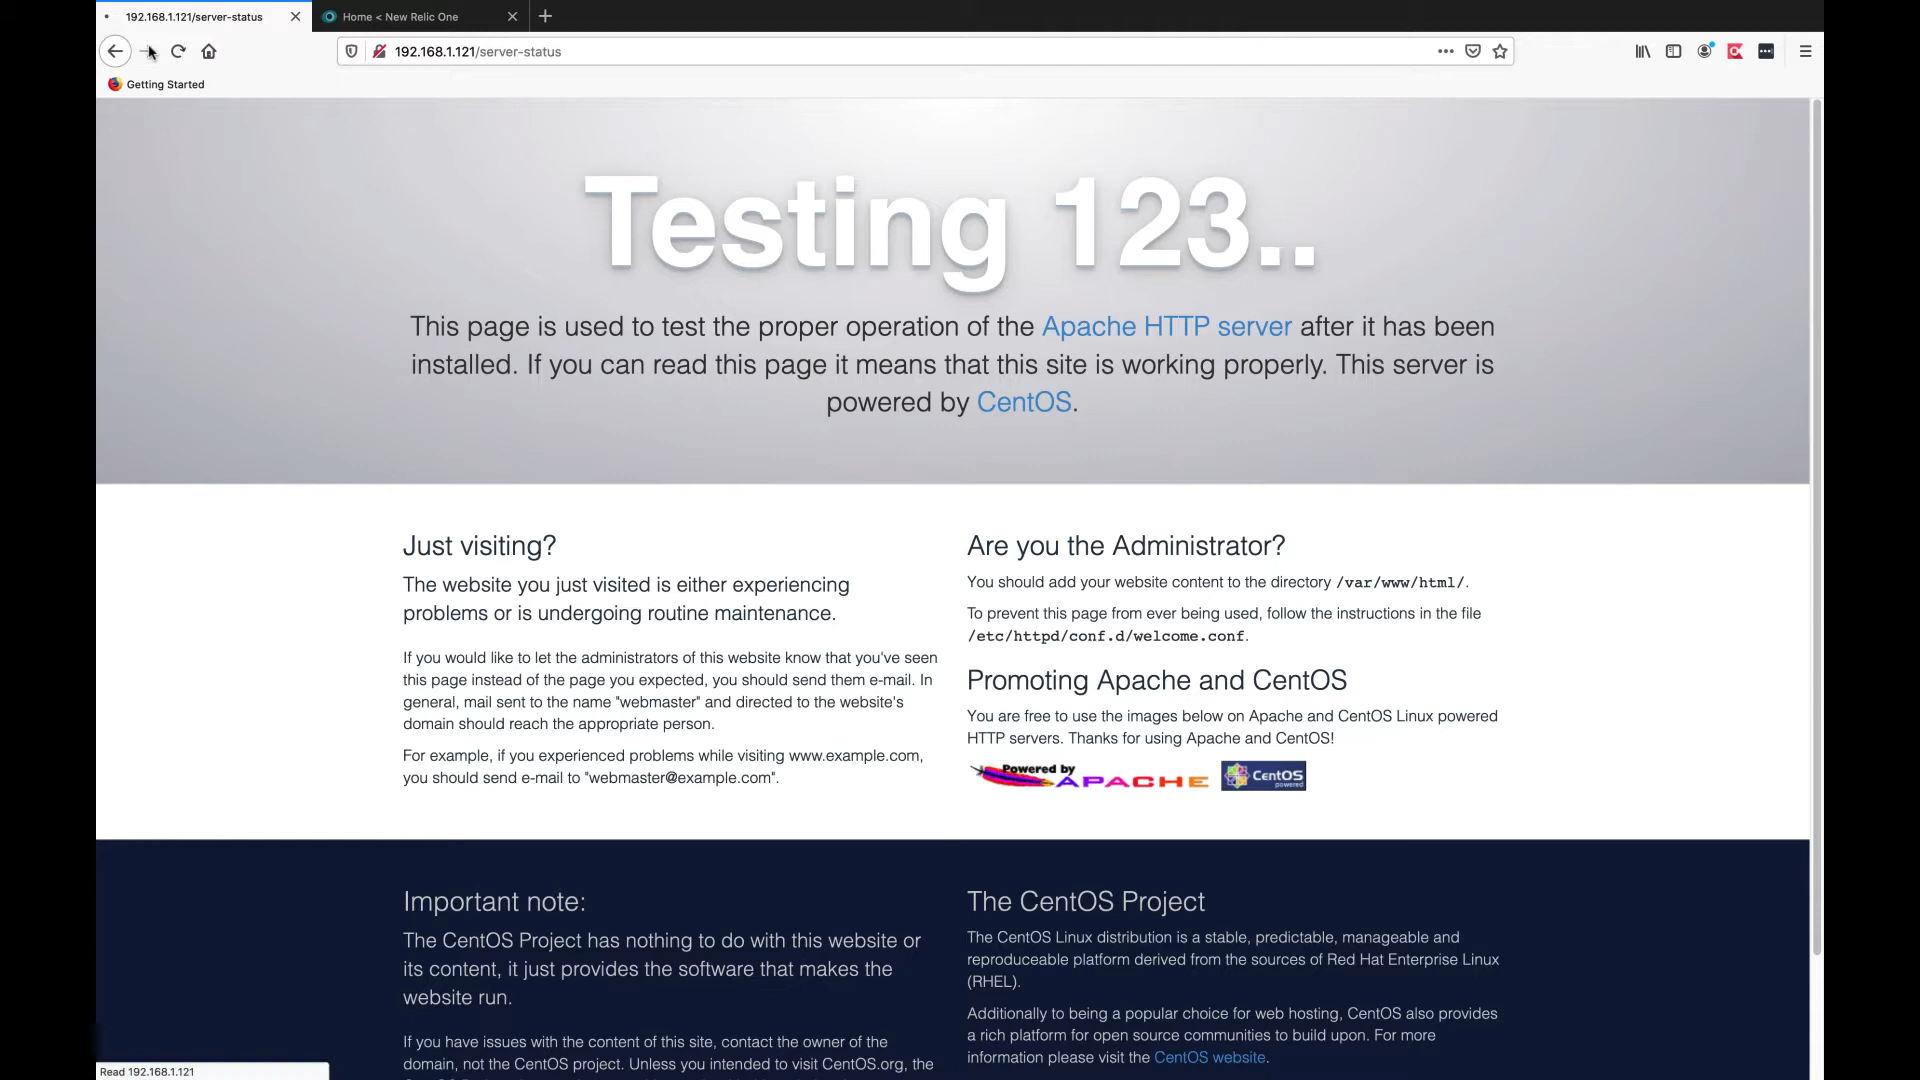 192.168.1.121/server-status
Home < New Relic One
192.168.1.121/server-status
Getting Started
Testing 123..
This page is used to test the proper operation of the Apache HTTP server after it has been
installed. If you can read this page it means that this site is working properly. This server is
powered by CentOS.
Just visiting?
The website you just visited is either experiencing
problems or is undergoing routine maintenance.
If you would like to let the administrators of this website know that you've seen
this page instead of the page you expected, you should send them e-mail. In
general, mail sent to the name "webmaster" and directed to the website's
domain should reach the appropriate person.
For example, if you experienced problems while visiting www.example.com,
you should send e-mail to "webmaster@example.com".
Are you the Administrator?
You should add your website content to the directory /var/www/html/.
To prevent this page from ever being used, follow the instructions in the file
/etc/httpd/conf.d/welcome.conf.
Promoting Apache and CentOS
You are free to use the images below on Apache and CentOS Linux powered
HTTP servers. Thanks for using Apache and CentOS!
Powered by
APACHE
CentOS
powered
Important note:
The CentOS Project has nothing to do with this website or
its content, it just provides the software that makes the
website run.
If you have issues with the content of this site, contact the owner of the
domain, not the CentOS project. Unless you intended to visit CentOS.org, the
The CentOS Project
The CentOS Linux distribution is a stable, predictable, manageable and
reproduceable platform derived from the sources of Red Hat Enterprise Linux
(RHEL).
Additionally to being a popular choice for web hosting, CentOS also provides
a rich platform for open source communities to build upon. For more
information please visit the CentOS website.
Read 192.168.1.121